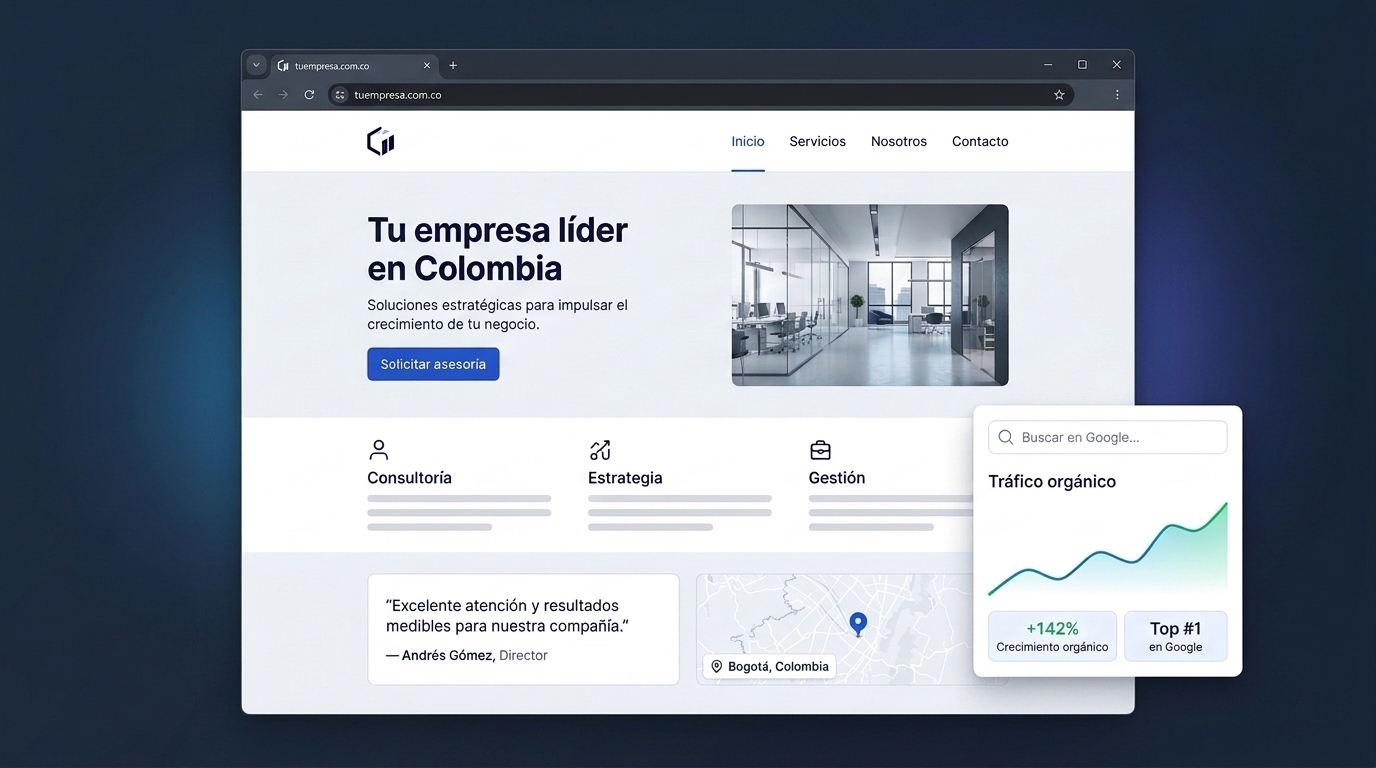 tuempresa.com.co
tuempresa.com.co
Inicio Servicios Nosotros Contacto
Tu empresa líder
en Colombia
Soluciones estratégicas para impulsar el
crecimiento de tu negocio.
Solicitar asesoría
Consultoría
Estrategia
Gestión
“Excelente atención y resultados
medibles para nuestra compañía.”
— Andrés Gómez, Director
Bogotá, Colombia
Buscar en Google...
Tráfico orgánico
+142%
Crecimiento orgánico
Top #1
en Google